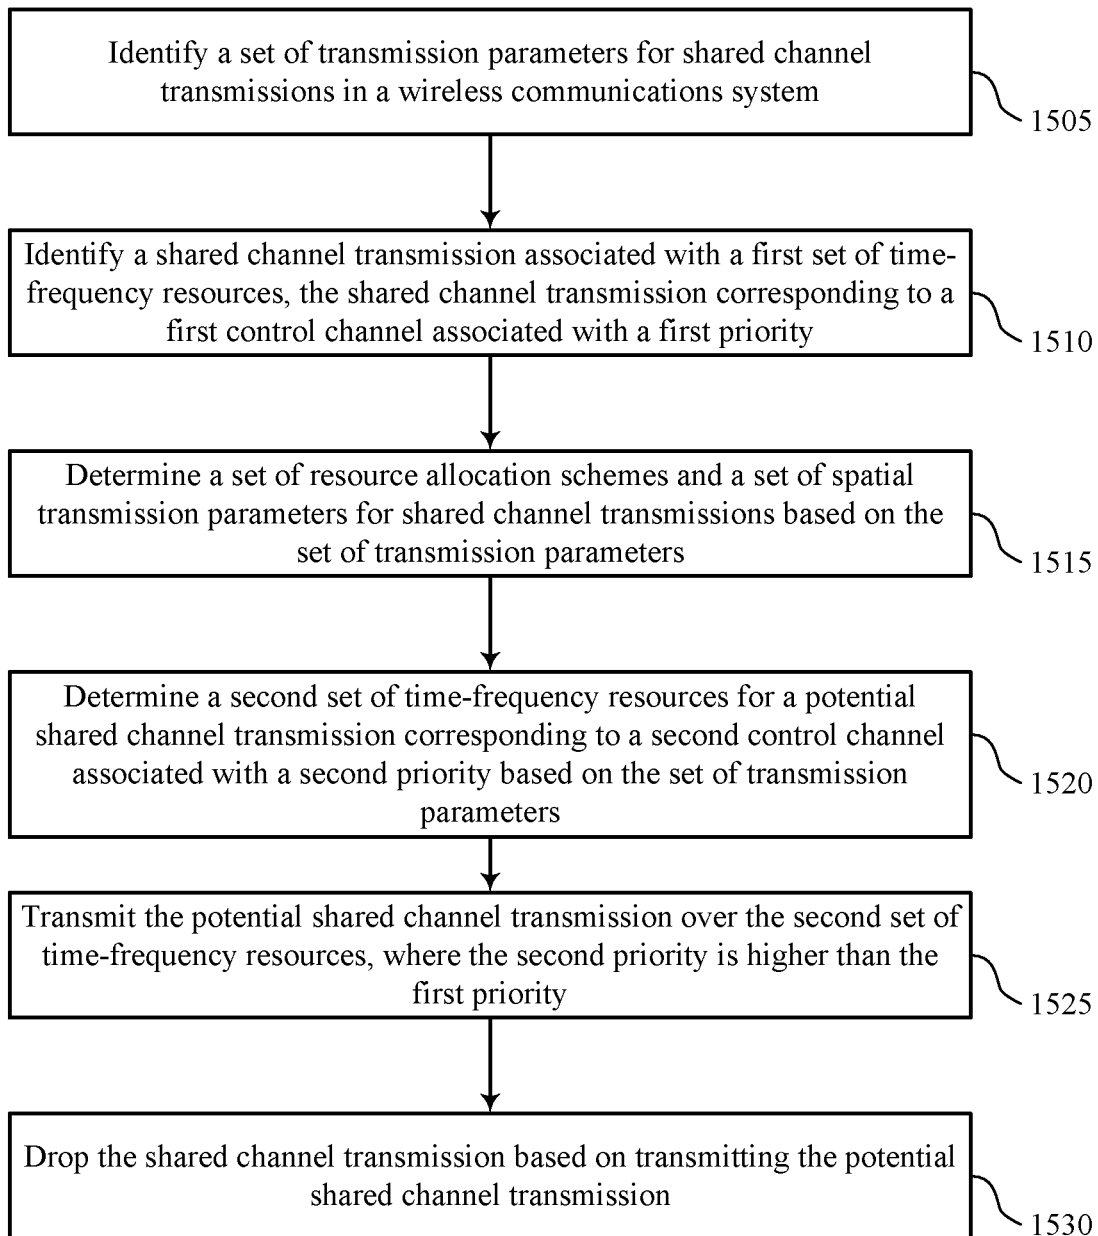 Identify a set of transmission parameters for shared channel
transmissions in a wireless communications system
1505
Identify a shared channel transmission associated with a first set of time-
frequency resources, the shared channel transmission corresponding to a
first control channel associated with a first priority
1510
Determine a set of resource allocation schemes and a set of spatial
transmission parameters for shared channel transmissions based on the
set of transmission parameters
1515
Determine a second set of time-frequency resources for a potential
shared channel transmission corresponding to a second control channel
associated with a second priority based on the set of transmission
parameters
1520
Transmit the potential shared channel transmission over the second set of
time-frequency resources, where the second priority is higher than the
first priority
1525
Drop the shared channel transmission based on transmitting the potential
shared channel transmission
1530